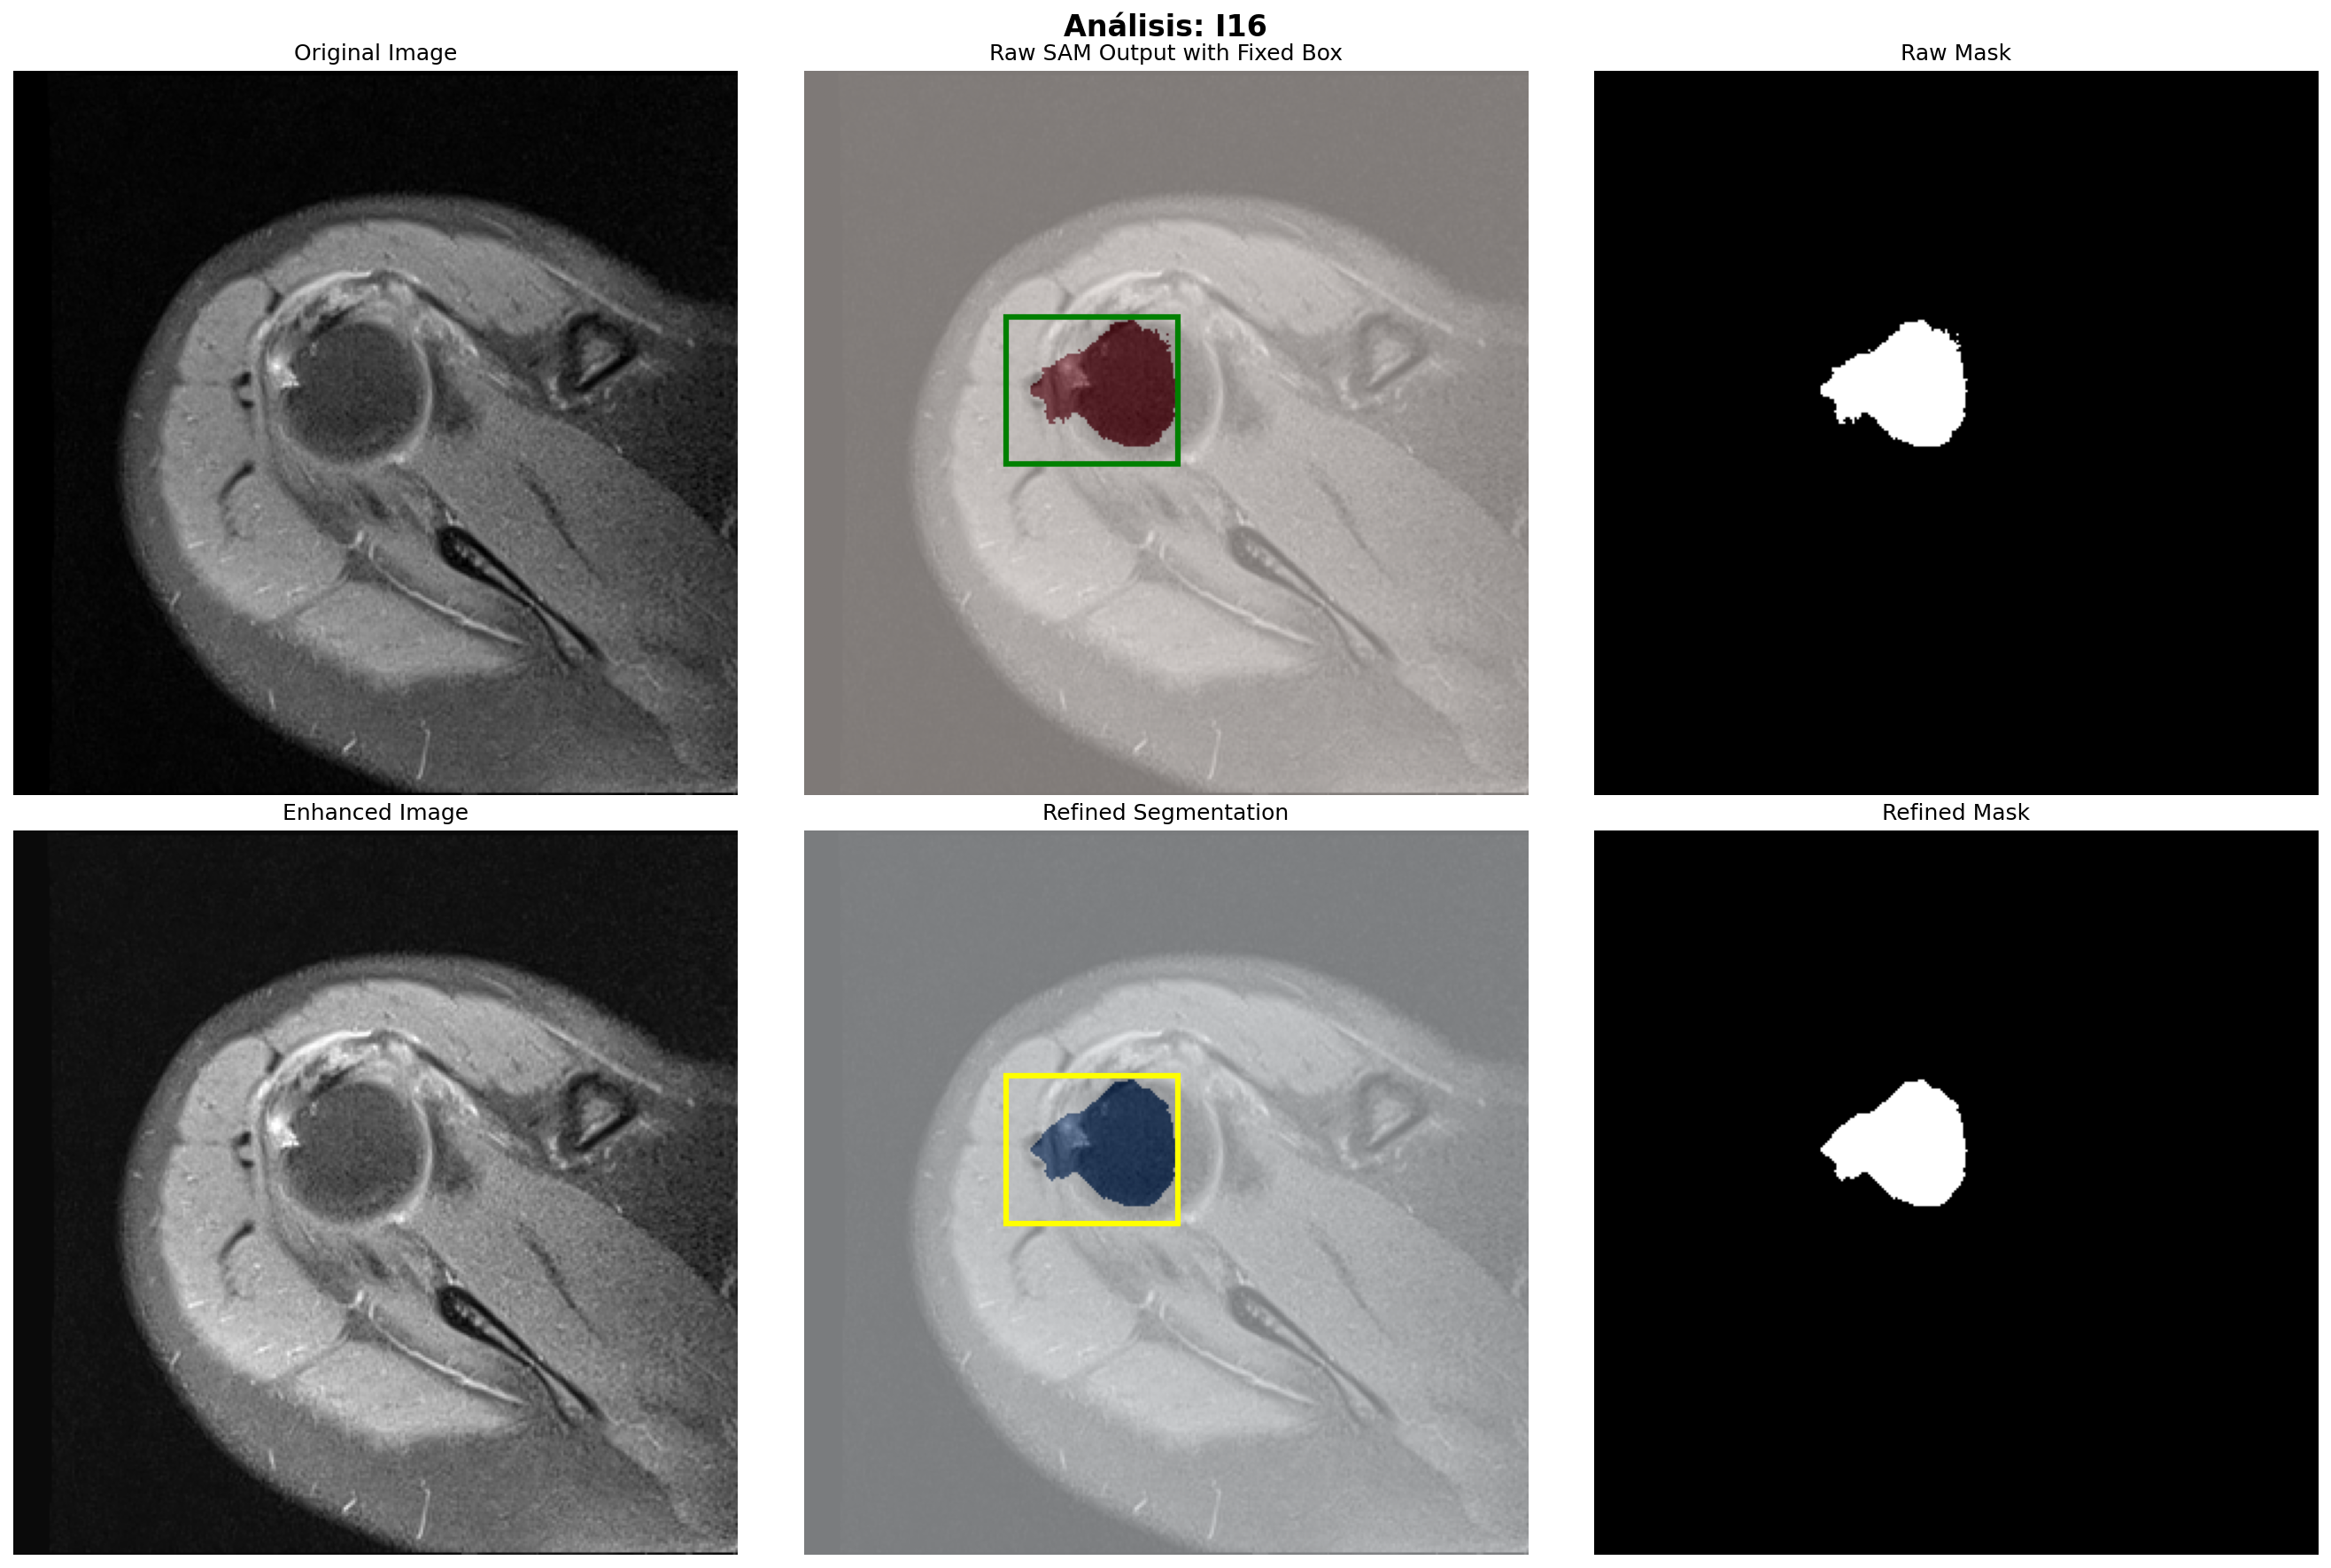 Análisis: I16
Original Image
Raw SAM Output with Fixed Box
Raw Mask
Enhanced Image
Refined Segmentation
Refined Mask